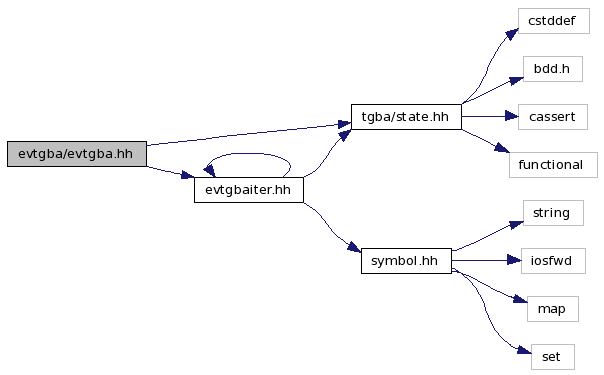 cstddef
bdd.h
tgba/state.hh
cassert
evtgba/evtgba.hh
functional
evtgbaiter.hh
string
symbol.hh
iosfwd
map
set